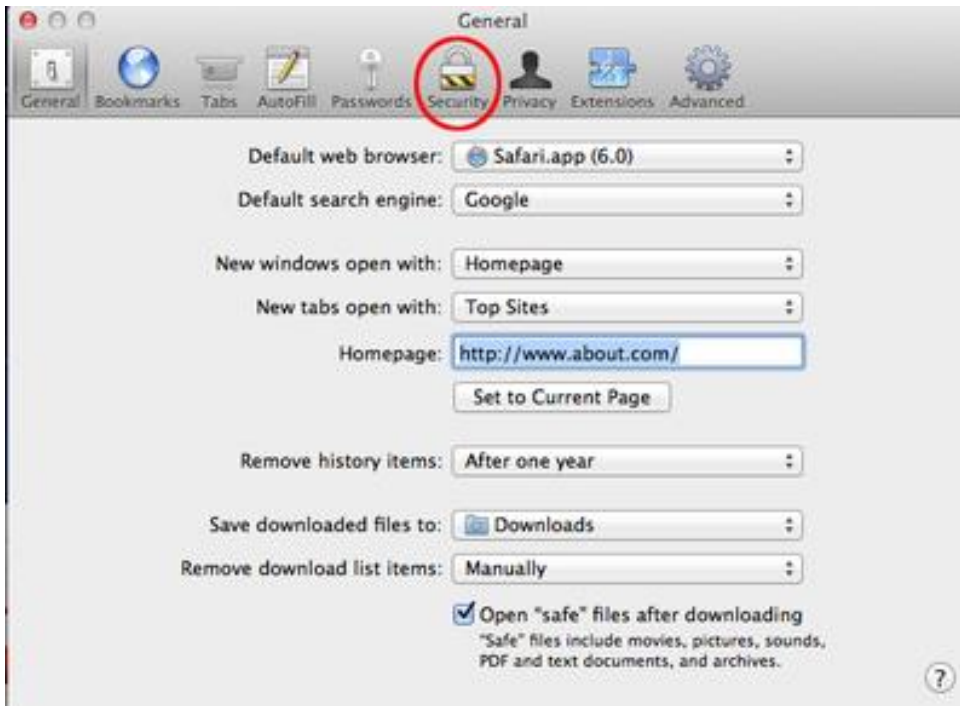 General
General Bookmarks Tabs AutoFill Passwords Security Privacy Extensions Advanced
Default web browser: Safari.app (6.0)
Default search engine: Google
New windows open with: Homepage
New tabs open with: Top Sites
Homepage: http://www.about.com/
Set to Current Page
Remove history items: After one year
Save downloaded files to: Downloads
Remove download list items: Manually
Open "safe" files after downloading
"Safe" files include movies, pictures, sounds,
PDF and text documents, and archives.
?